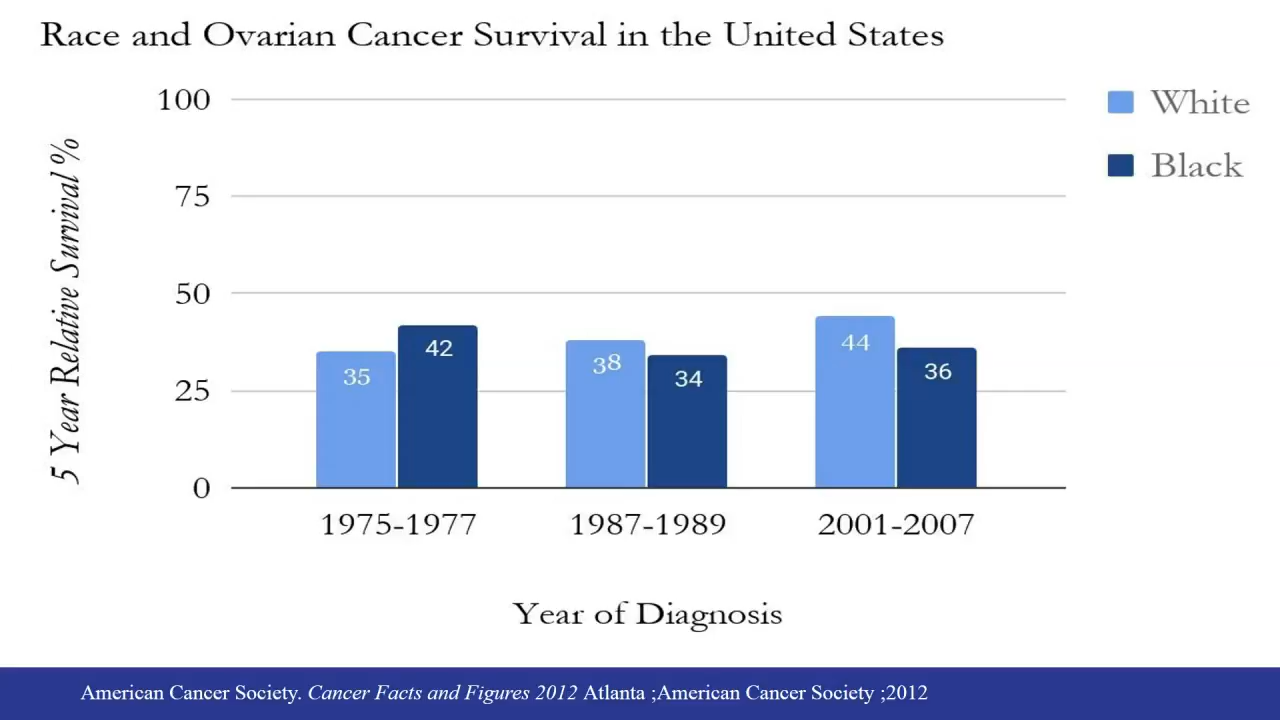 Race and Ovarian Cancer Survival in the United States
5 Year Relative Survival %
100
75
50
25
0
White
Black
35
42
38
34
44
36
1975-1977
1987-1989
2001-2007
Year of Diagnosis
American Cancer Society. Cancer Facts and Figures 2012 Atlanta ;American Cancer Society ;2012